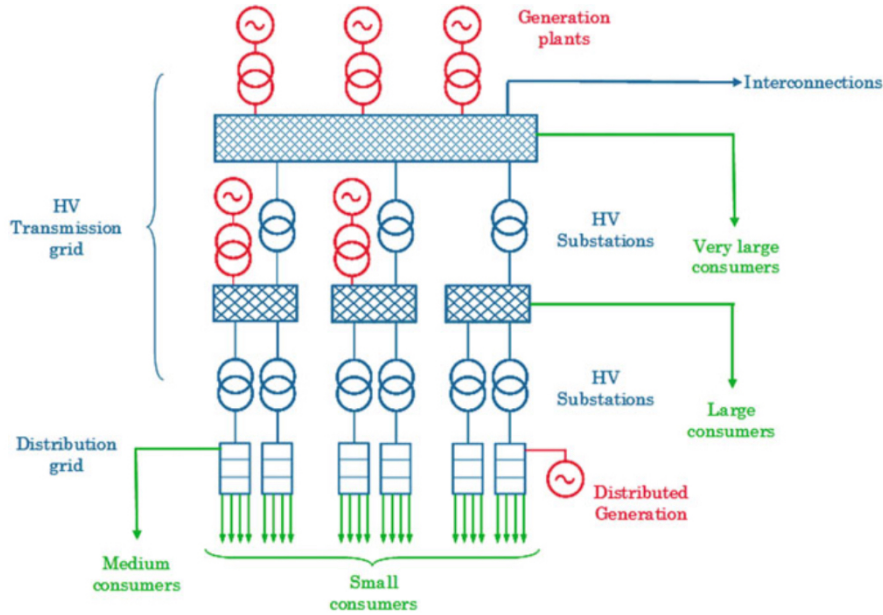 Generation
plants
Interconnections
HV
Transmission
grid
HV
Substations
Very large
consumers
HV
Substations
Large
consumers
Distribution
grid
Distributed
Generation
Medium
consumers
Small
consumers